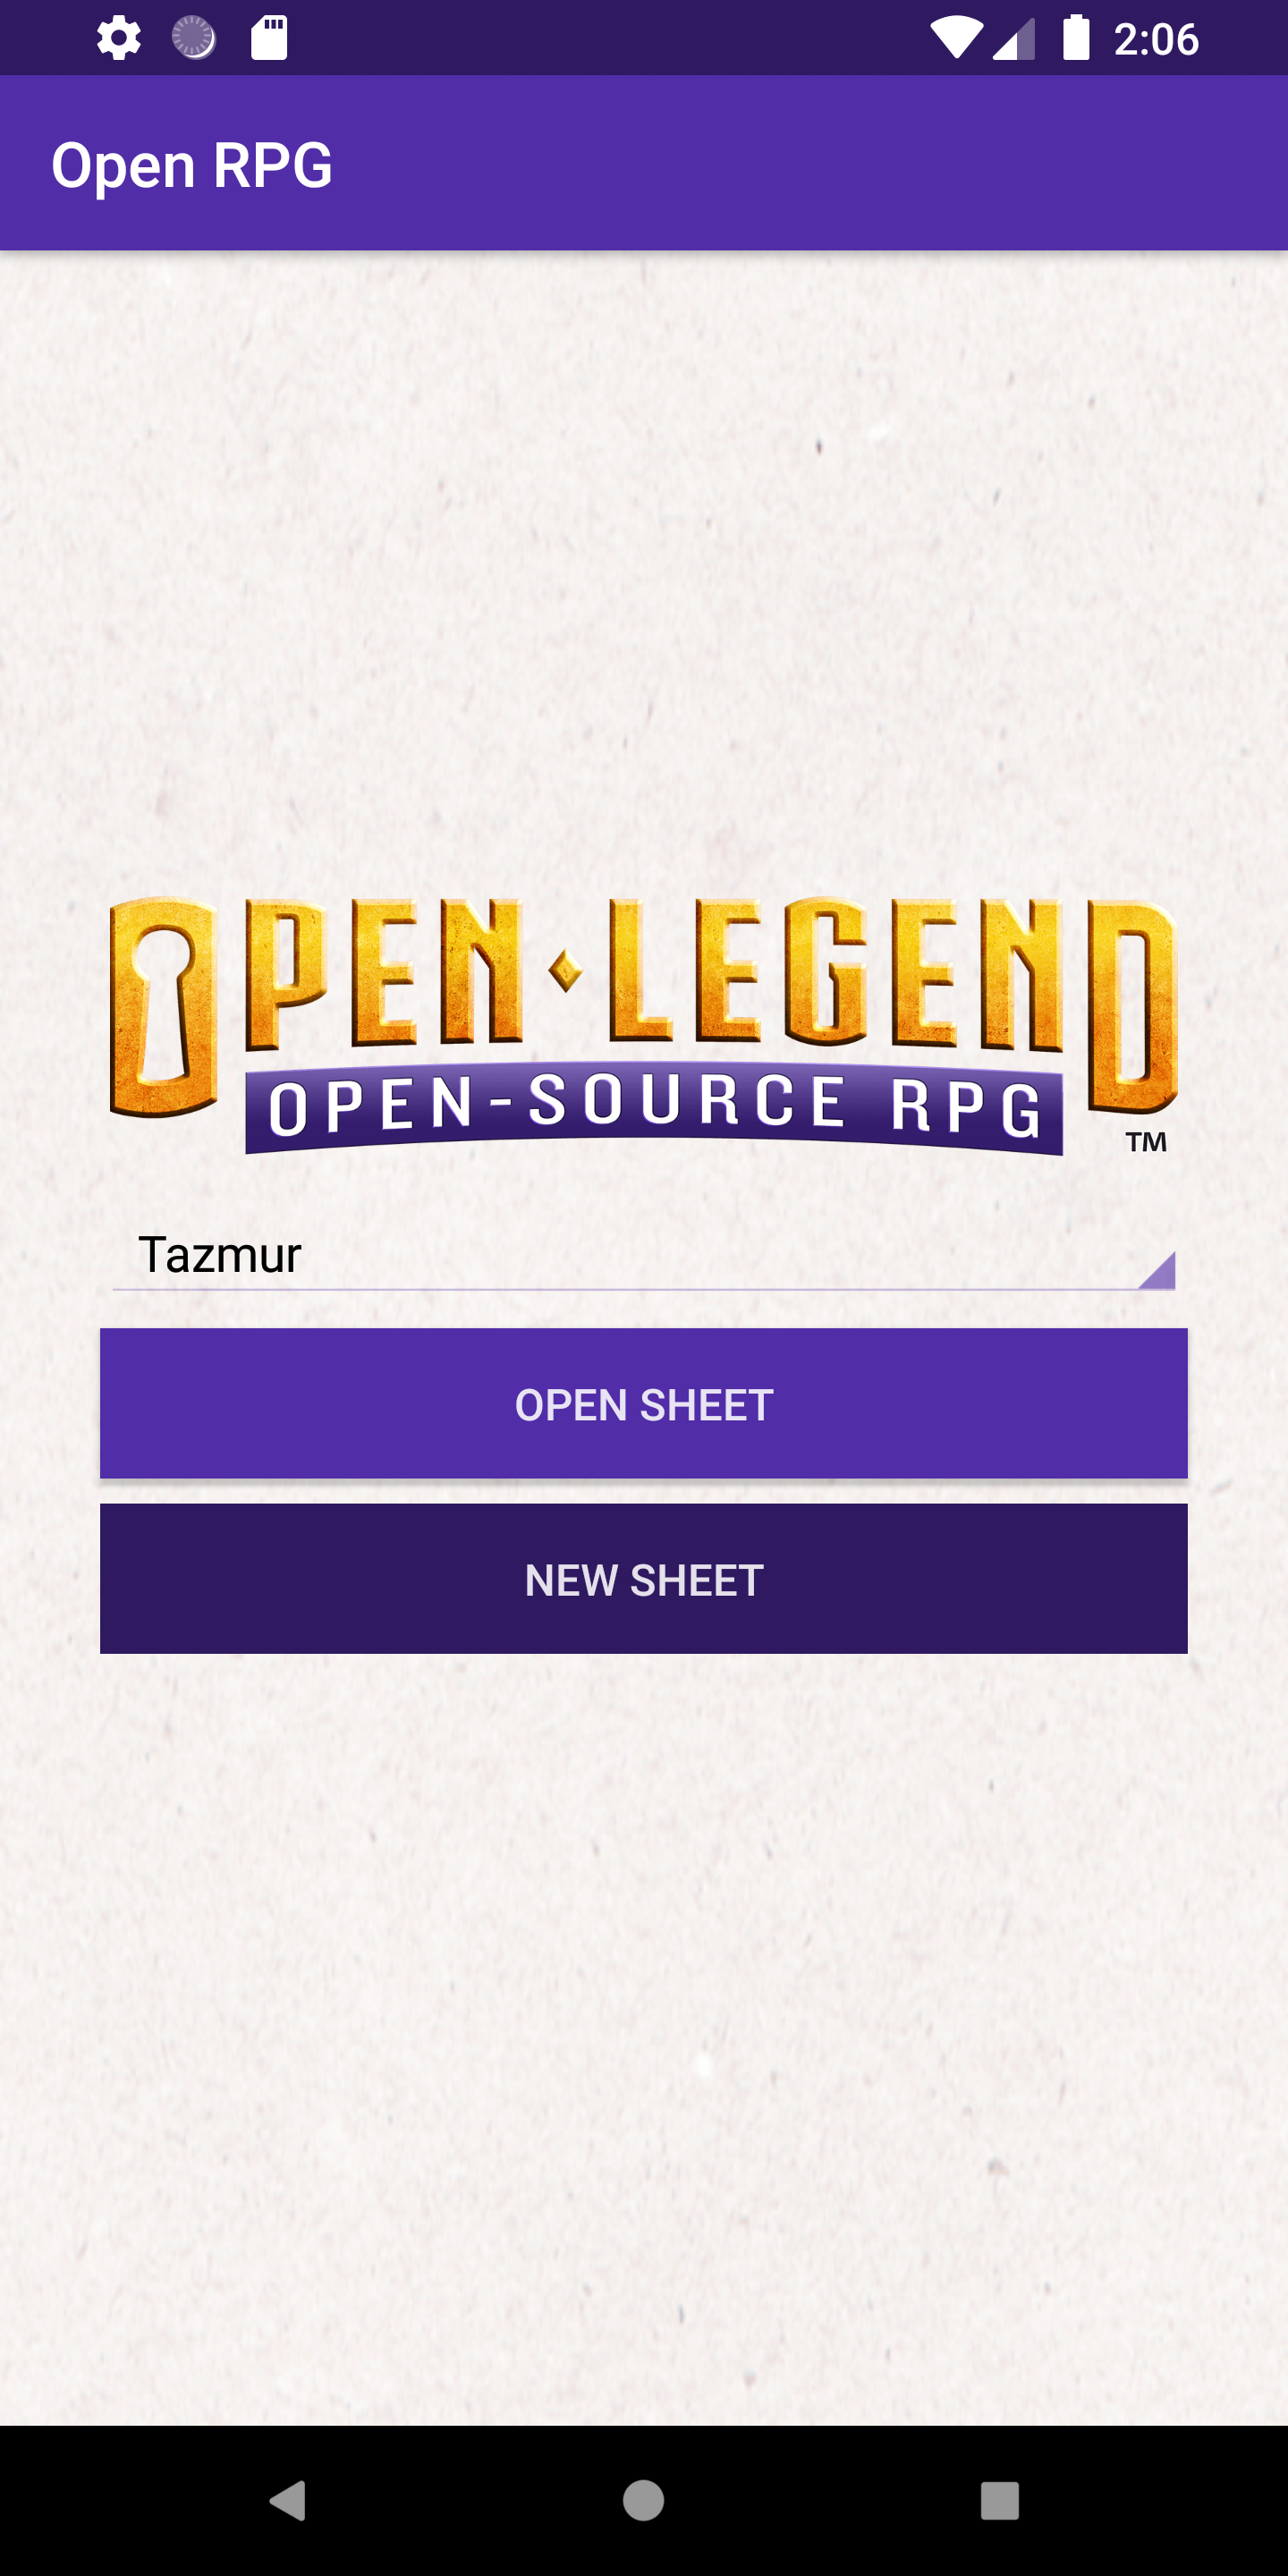 2:06
Open RPG
OPEN LEGEND
OPEN-SOURCE RPG
TM
Tazmur
OPEN SHEET
NEW SHEET